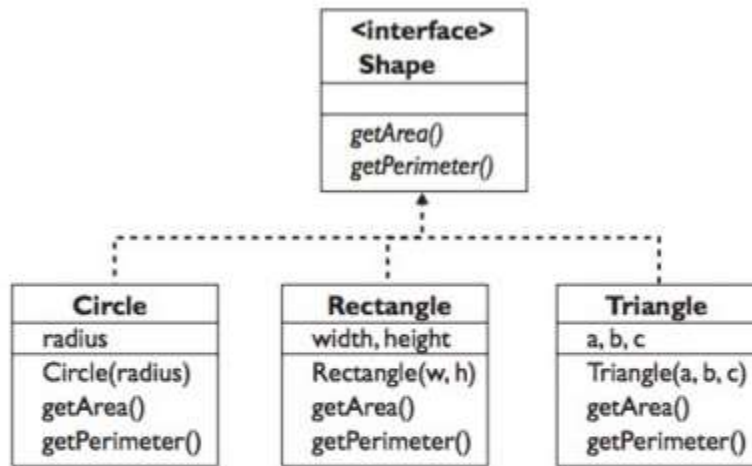 <interface>
Shape
getArea()
getPerimeter()
Circle
radius
Circle(radius)
getArea()
getPerimeter()
Rectangle
width, height
Rectangle(w, h)
getArea()
getPerimeter()
Triangle
a, b, c
Triangle(a, b, c)
getArea()
getPerimeter()